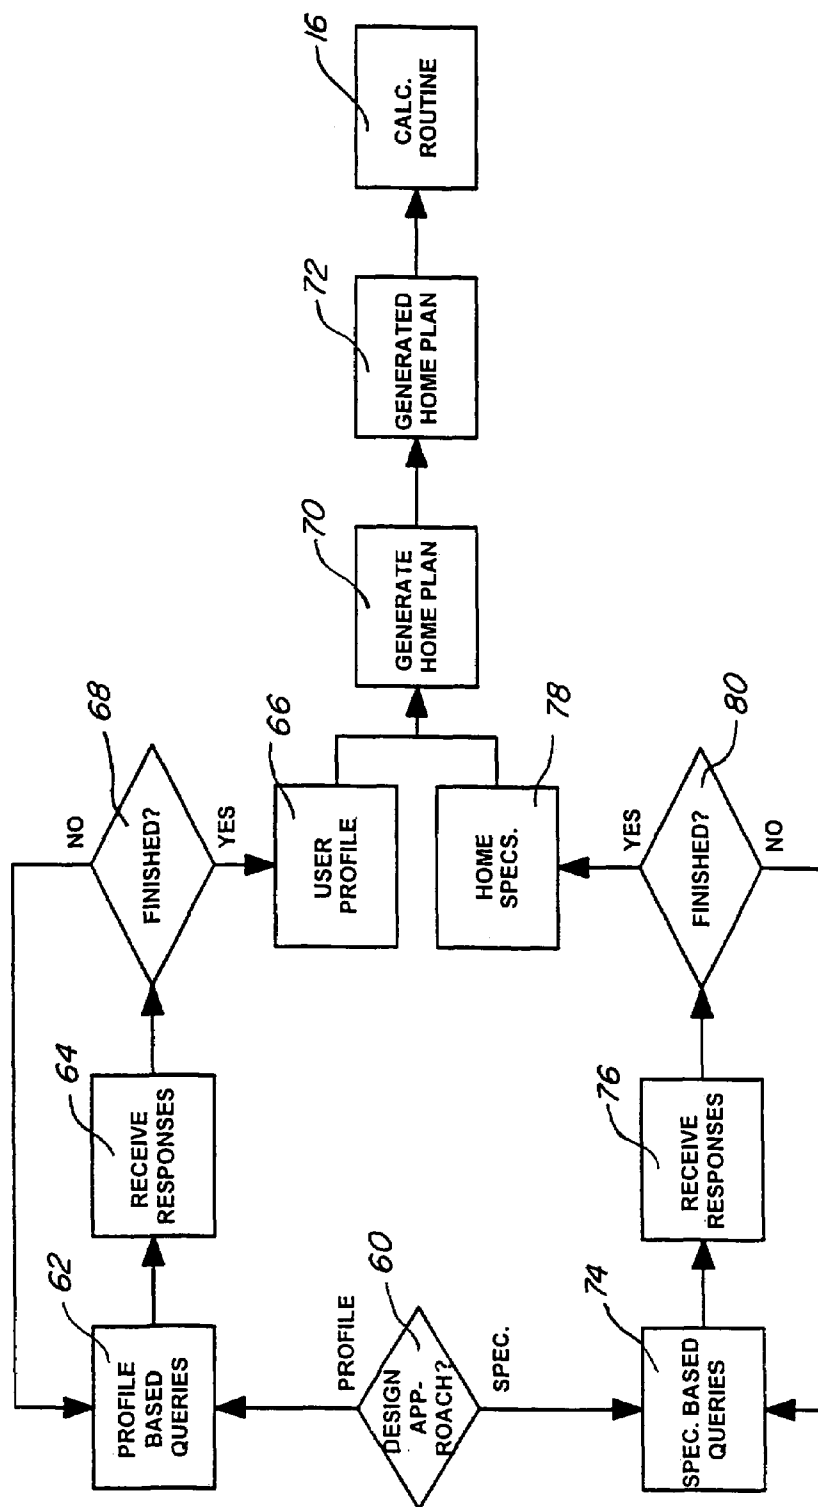 62
PROFILE
BASED
QUERIES
64
RECEIVE
RESPONSES
68
FINISHED?
NO
YES
66
USER
PROFILE
60
DESIGN
APP-
ROACH?
PROFILE
SPEC.
70
GENERATE
HOME PLAN
72
GENERATED
HOME PLAN
16
CALC.
ROUTINE
74
SPEC. BASED
QUERIES
76
RECEIVE
RESPONSES
80
FINISHED?
YES
NO
78
HOME
SPECS.